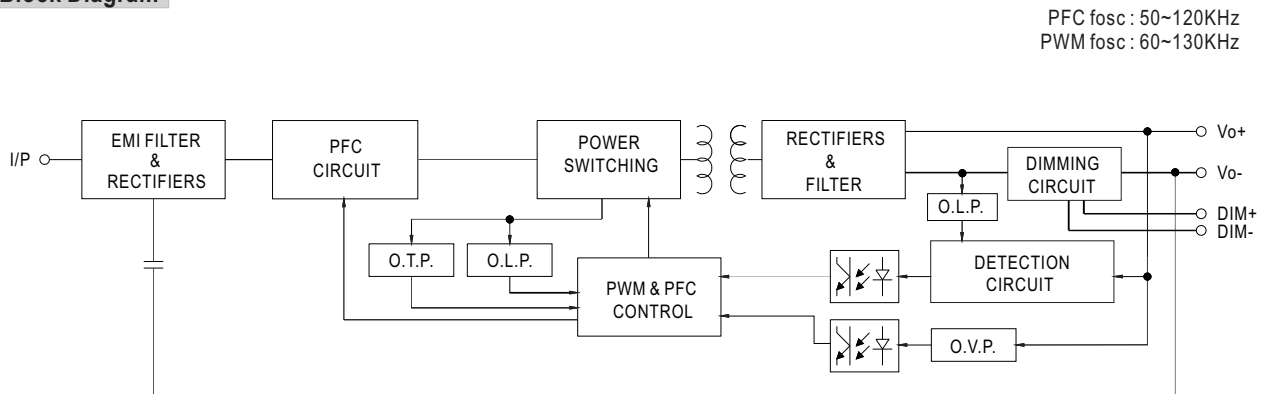 Block Diagram
PFC fosc : 50~120KHz
PWM fosc : 60~130KHz
I/P
EMI FILTER
&
RECTIFIERS
PFC
CIRCUIT
POWER
SWITCHING
RECTIFIERS
&
FILTER
DIMMING
CIRCUIT
Vo+
Vo-
DIM+
DIM-
O.L.P.
O.T.P.
O.L.P.
PWM & PFC
CONTROL
DETECTION
CIRCUIT
O.V.P.